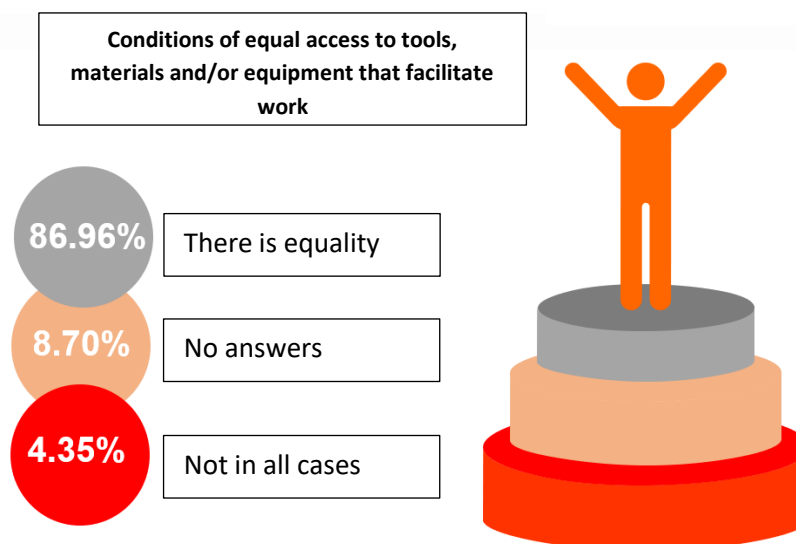 Conditions of equal access to tools,
materials and/or equipment that facilitate
work
86.96%
There is equality
8.70%
No answers
4.35%
Not in all cases